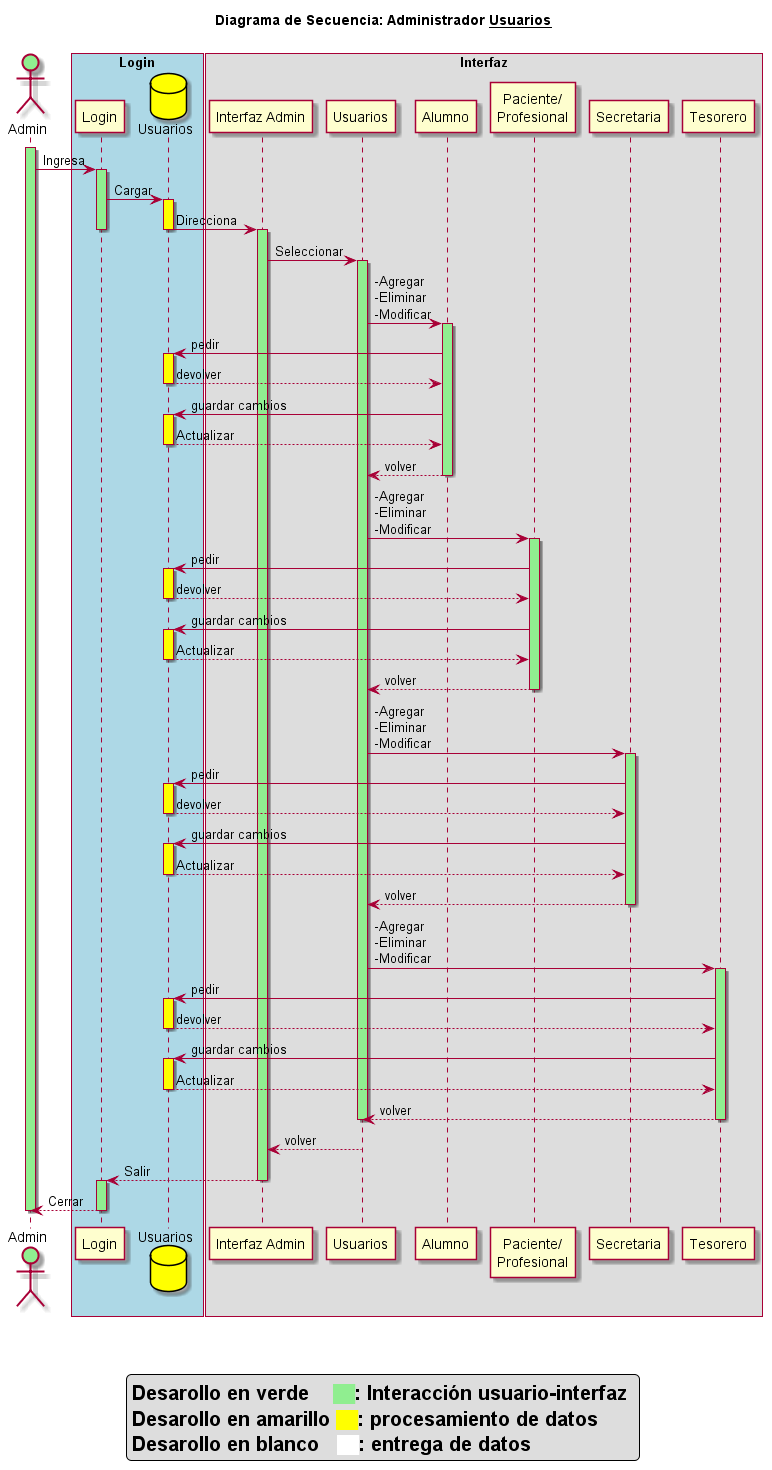 Diagrama de Secuencia: Administrador Usuarios
Login
Interfaz
Admin
Login
Usuarios
Interfaz Admin
Usuarios
Alumno
Paciente/
Profesional
Secretaria
Tesorero
Ingresa
Cargar
Direcciona
Seleccionar
-Agregar
-Eliminar
-Modificar
pedir
devolver
guardar cambios
Actualizar
volver
-Agregar
-Eliminar
-Modificar
pedir
devolver
guardar cambios
Actualizar
volver
-Agregar
-Eliminar
-Modificar
pedir
devolver
guardar cambios
Actualizar
volver
-Agregar
-Eliminar
-Modificar
pedir
devolver
guardar cambios
Actualizar
volver
volver
Salir
Cerrar
Admin
Login
Usuarios
Interfaz Admin
Usuarios
Alumno
Paciente/
Profesional
Secretaria
Tesorero
Desarollo en verde : Interacción usuario-interfaz
Desarollo en amarillo : procesamiento de datos
Desarollo en blanco : entrega de datos